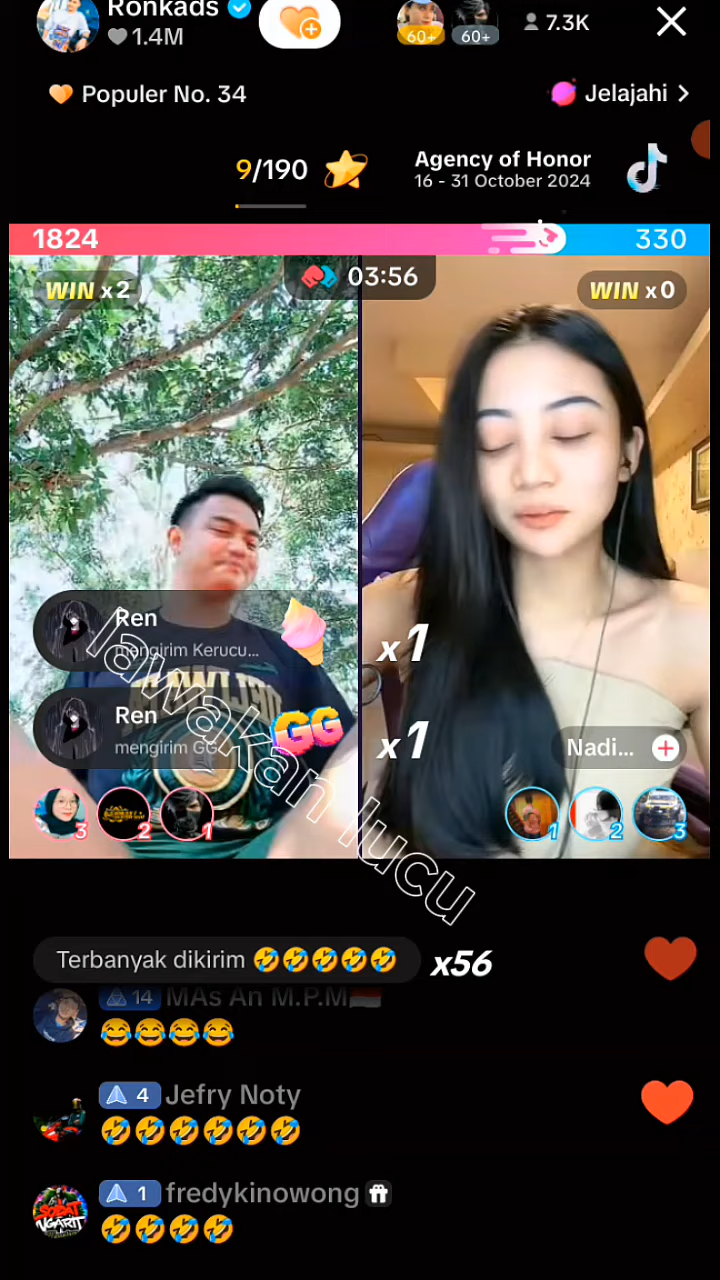 Ronkads
1.4M
60+
60+
7.3K
Populer No. 34
Jelajahi
9/190
Agency of Honor
16 - 31 October 2024
1824
330
03:56
WIN x2
WIN x0
Ren
mengirim Kerucu...
x1
Ren
mengirim GG
GG
x1
Nadi...
3
2
1
1
2
3
lawakan lucu
Terbanyak dikirim 🤣🤣🤣🤣🤣
x56
14 MAs An M.P.M
😂😂😂😂
4 Jefry Noty
🤣🤣🤣🤣🤣🤣
1 fredykinowong
🤣🤣🤣🤣
SOBAT
NGARIT